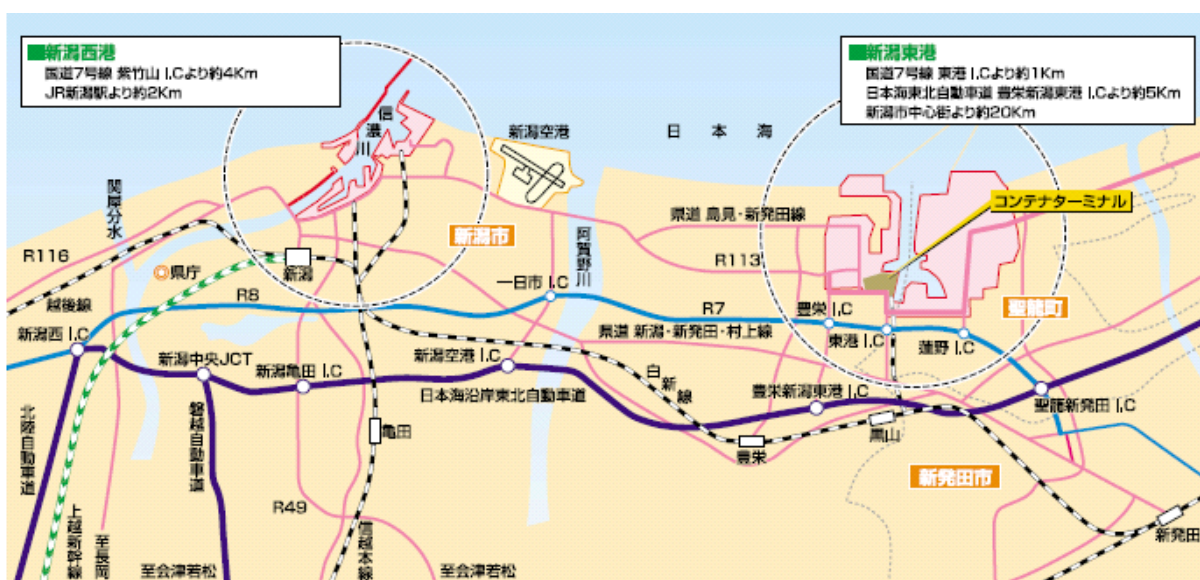 ■新潟西港
国道7号線 紫竹山 I.Cより約4Km
JR新潟駅より約2Km
■新潟東港
国道7号線 東港 I.Cより約1Km
日本海東北自動車道 豊栄新潟東港 I.Cより約5Km
新潟市中心街より約20Km
信濃川
新潟空港
日本海
関屋分水
コンテナターミナル
県道 島見・新発田線
新潟市
阿賀野川
R116
◎県庁
新潟
R113
越後線
R8
一日市 I.C
R7
豊栄 I.C
聖龍町
新潟西 I.C
県道 新潟・新発田・村上線
東港 I.C
蓮野 I.C
新潟中央JCT
新潟亀田 I.C
新潟空港 I.C
白新線
日本海沿岸東北自動車道
豊栄新潟東港 I.C
聖龍新発田 I.C
北陸自動車道
磐越自動車道
亀田
豊栄
黒山
新発田市
R49
上越新幹線
至長岡
信越本線
新発田
至会津若松
至会津若松